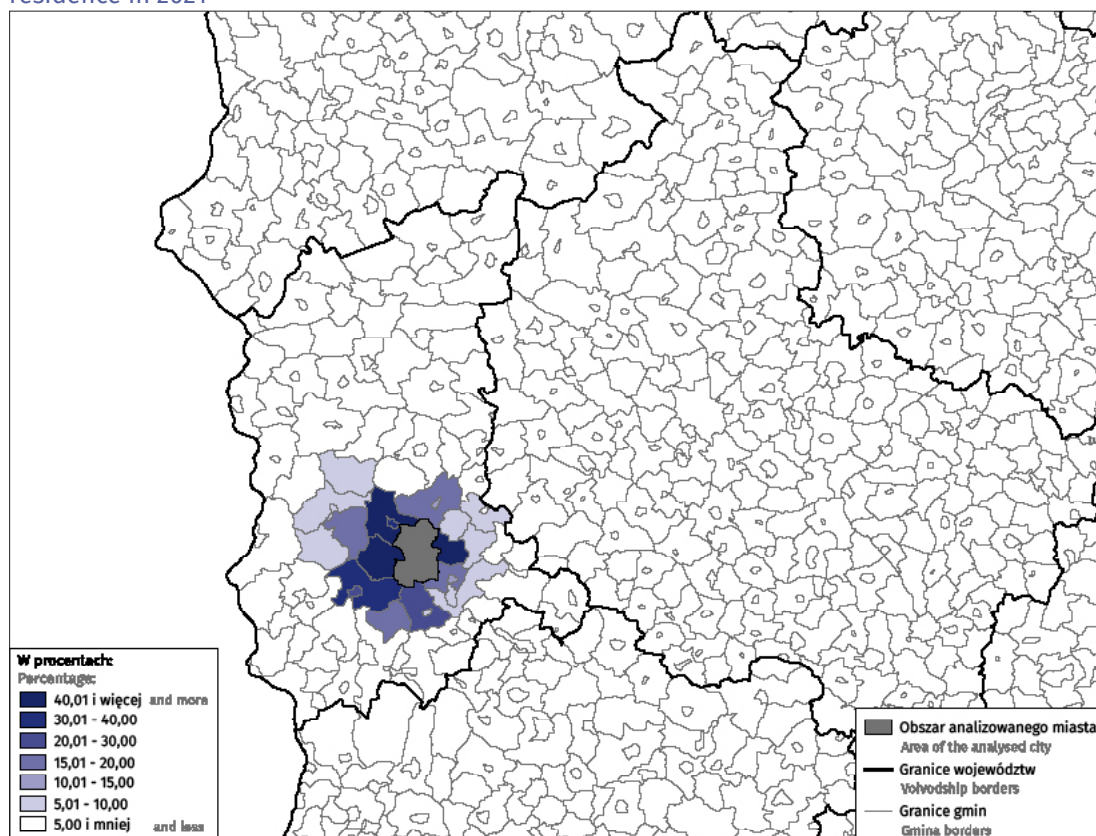 residence in 2021
W procentach:
Percentage:
40,01 i więcej and more
30,01 - 40,00
20,01 - 30,00
15,01 - 20,00
10,01 - 15,00
5,01 - 10,00
5,00 i mniej and less
Obszar analizowanego miasta
Area of the analysed city
Granice województw
Voivodship borders
Granice gmin
Gmina borders